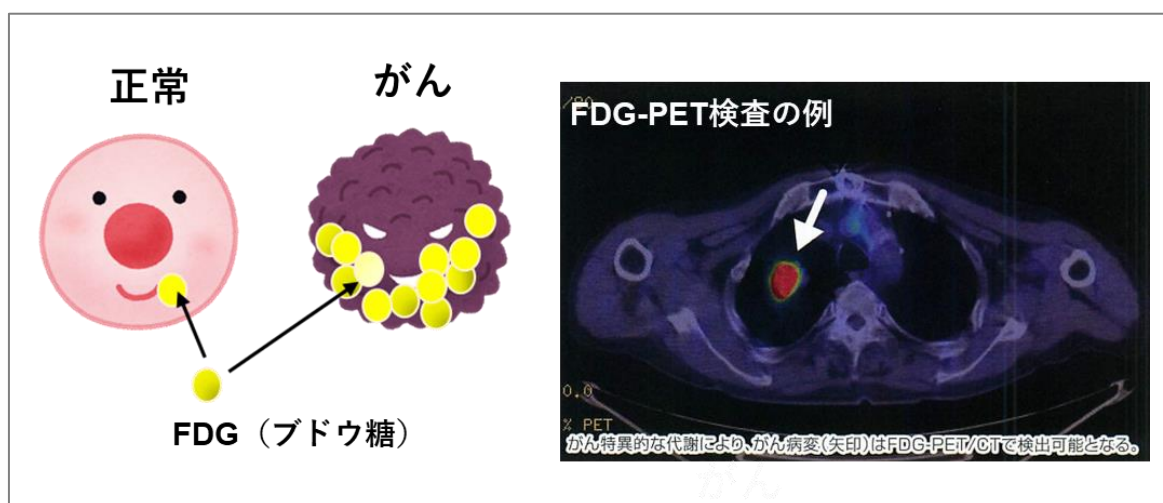 正常
がん
FDG（ブドウ糖）
FDG-PET検査の例
0.0
% PET
がん特異的な代謝により、がん病変（矢印）はFDG-PET/CTで検出可能となる。
がん